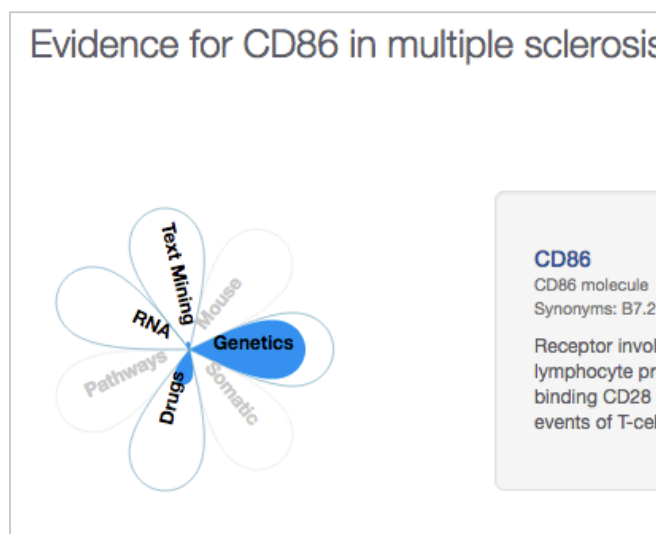 Evidence for CD86 in multiple sclerosis
Text Mining
Mouse
RNA
Genetics
Pathways
Somatic
Drugs
CD86
CD86 molecule
Synonyms: B7.2
Receptor invol
lymphocyte pr
binding CD28
events of T-cel